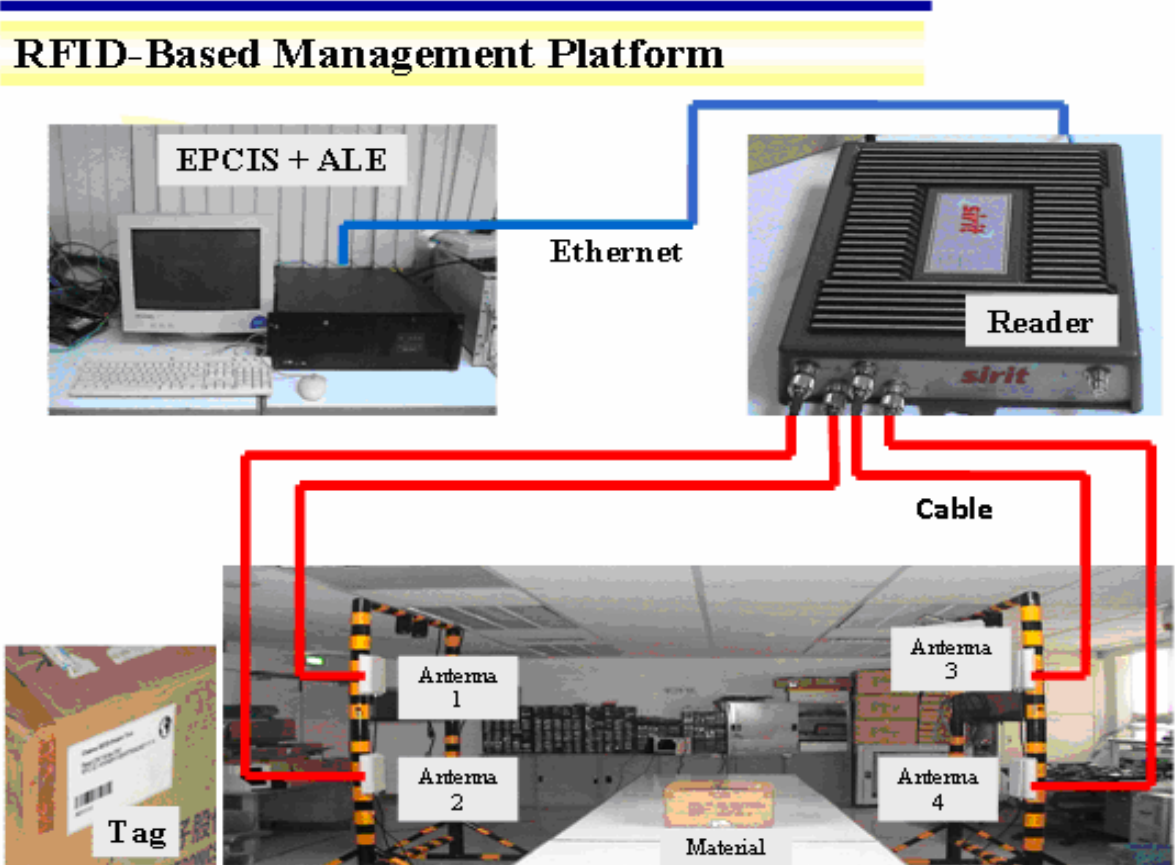 RFID-Based Management Platform
EPCIS + ALE
Ethernet
sirit
Reader
sirit
Cable
Antenna
1
Antenna
3
Antenna
2
Antenna
4
Tag
Material